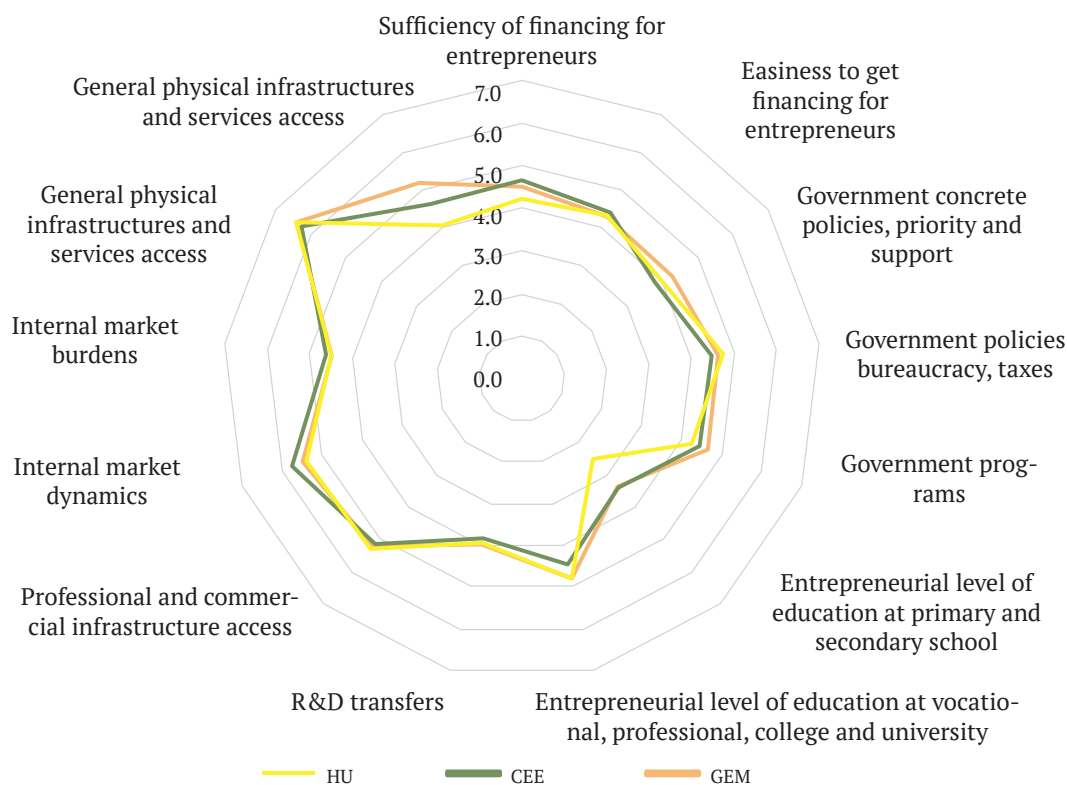 Sufficiency of financing for
entrepreneurs
Easiness to get
financing for
entrepreneurs
Government concrete
policies, priority and
support
Government policies
bureaucracy, taxes
Government prog-
rams
Entrepreneurial level of
education at primary and
secondary school
Entrepreneurial level of education at vocatio-
nal, professional, college and university
R&D transfers
Professional and commer-
cial infrastructure access
Internal market
dynamics
Internal market
burdens
General physical
infrastructures and
services access
General physical infrastructures
and services access
7.0
6.0
5.0
4.0
3.0
2.0
1.0
0.0
HU
CEE
GEM